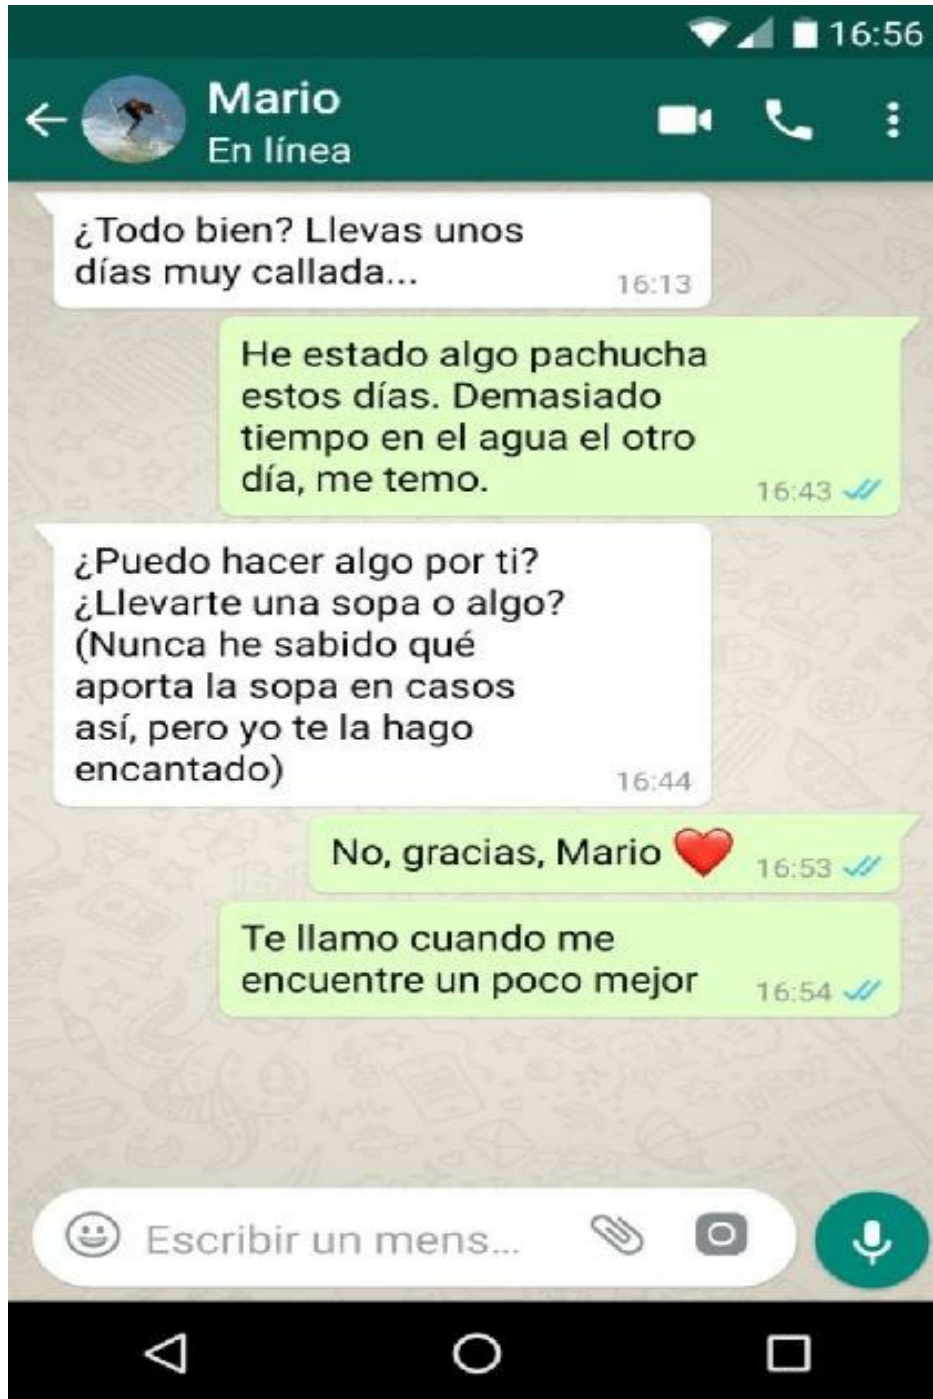 16:56
Mario
En línea
¿Todo bien? Llevas unos
días muy callada...
16:13
He estado algo pachucha
estos días. Demasiado
tiempo en el agua el otro
día, me temo.
16:43
¿Puedo hacer algo por ti?
¿Llevarte una sopa o algo?
(Nunca he sabido qué
aporta la sopa en casos
así, pero yo te la hago
encantado)
16:44
No, gracias, Mario ❤️
16:53
Te llamo cuando me
encuentre un poco mejor
16:54
Escribir un mens...